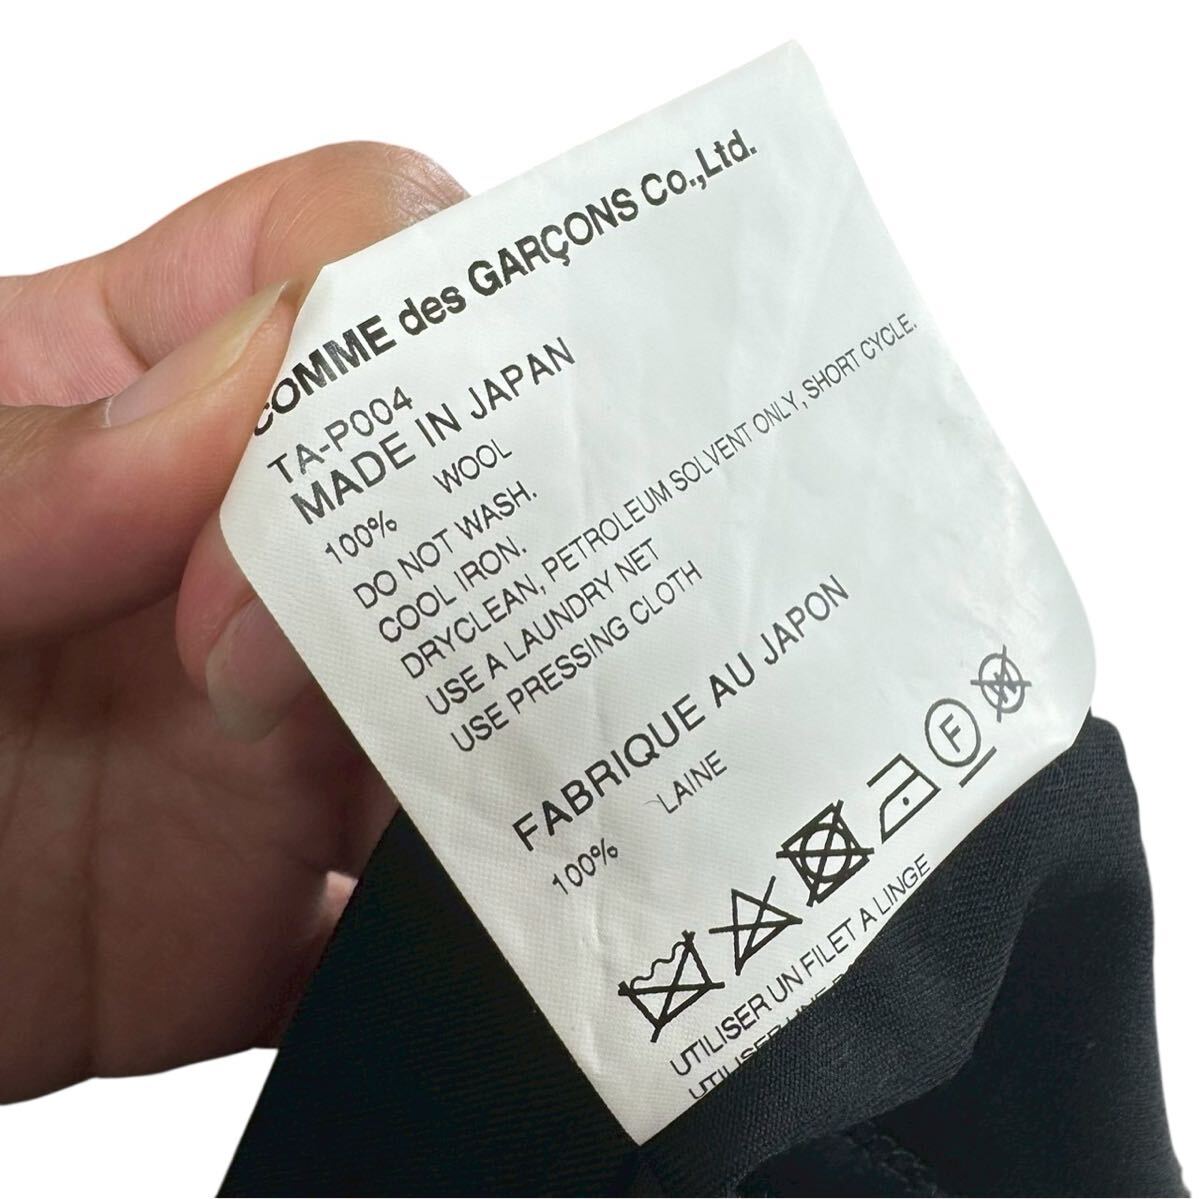 COMME des GARÇONS Co.,Ltd.
TA-P004
MADE IN JAPAN
100% WOOL
DO NOT WASH.
COOL IRON.
DRYCLEAN, PETROLEUM SOLVENT ONLY, SHORT CYCLE.
USE A LAUNDRY NET
USE PRESSING CLOTH
FABRIQUE AU JAPON
100% LAINE
F W
UTILISER UN FILET A LINGE
UTILISER UNE